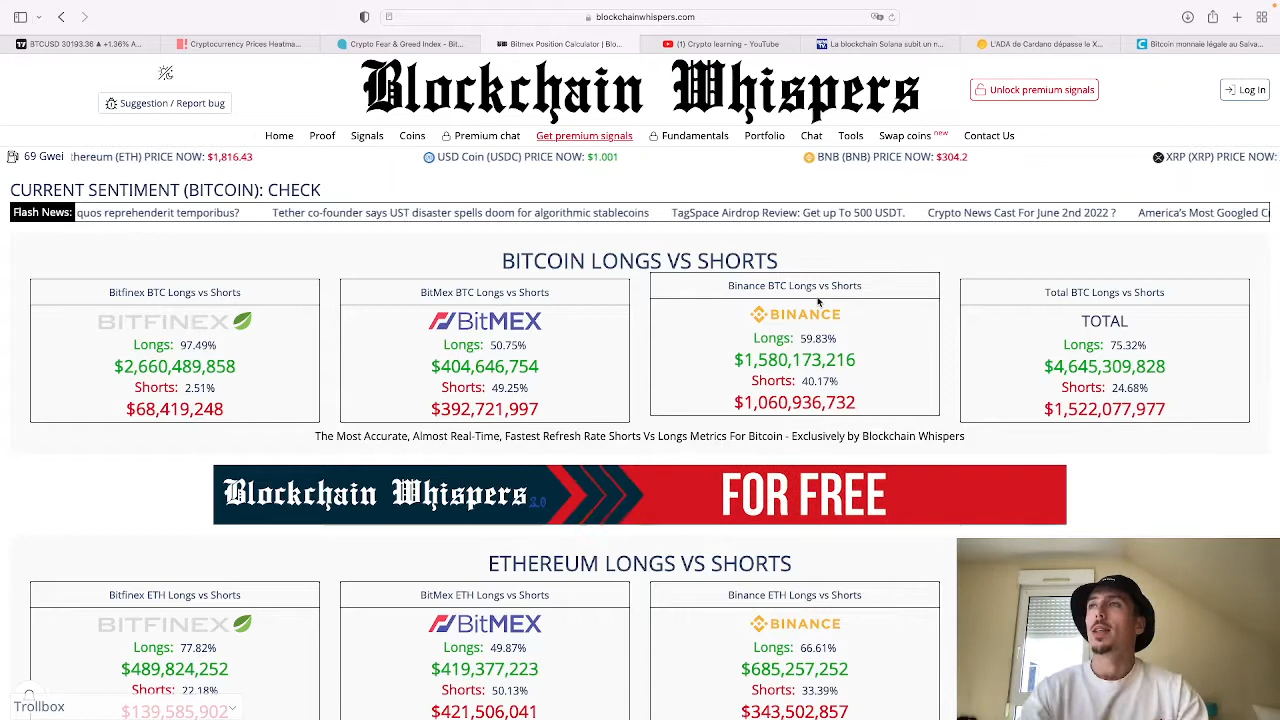 blockchainwhispers.com
BTCUSD 30193.36 ▲ +1.36% A...
Cryptocurrency Prices Heatma...
Crypto Fear & Greed Index - Bit...
Bitmex Position Calculator | Blo...
(1) Crypto learning - YouTube
La blockchain Solana subit un n...
L'ADA de Cardano dépasse le X...
Bitcoin monnaie légale au Salva...
Suggestion / Report bug
Blockchain Whispers
Unlock premium signals
Log In
Home Proof Signals Coins Premium chat Get premium signals Fundamentals Portfolio Chat Tools Swap coins new Contact Us
69 Gwei
thereum (ETH) PRICE NOW: $1,816.43
USD Coin (USDC) PRICE NOW: $1.001
BNB (BNB) PRICE NOW: $304.2
XRP (XRP) PRICE NOW:
CURRENT SENTIMENT (BITCOIN): CHECK
Flash News: quos reprehenderit temporibus? Tether co-founder says UST disaster spells doom for algorithmic stablecoins TagSpace Airdrop Review: Get up To 500 USDT. Crypto News Cast For June 2nd 2022 ? America's Most Googled C
BITCOIN LONGS VS SHORTS
Bitfinex BTC Longs vs Shorts
BITFINEX
Longs: 97.49%
$2,660,489,858
Shorts: 2.51%
$68,419,248
BitMex BTC Longs vs Shorts
BitMEX
Longs: 50.75%
$404,646,754
Shorts: 49.25%
$392,721,997
Binance BTC Longs vs Shorts
BINANCE
Longs: 59.83%
$1,580,173,216
Shorts: 40.17%
$1,060,936,732
Total BTC Longs vs Shorts
TOTAL
Longs: 75.32%
$4,645,309,828
Shorts: 24.68%
$1,522,077,977
The Most Accurate, Almost Real-Time, Fastest Refresh Rate Shorts Vs Longs Metrics For Bitcoin - Exclusively by Blockchain Whispers
Blockchain Whispers 3.0
FOR FREE
ETHEREUM LONGS VS SHORTS
Bitfinex ETH Longs vs Shorts
BITFINEX
Longs: 77.82%
$489,824,252
Shorts: 22.18%
$139,585,902
BitMex ETH Longs vs Shorts
BitMEX
Longs: 49.87%
$419,377,223
Shorts: 50.13%
$421,506,041
Binance ETH Longs vs Shorts
BINANCE
Longs: 66.61%
$685,257,252
Shorts: 33.39%
$343,502,857
Trollbox